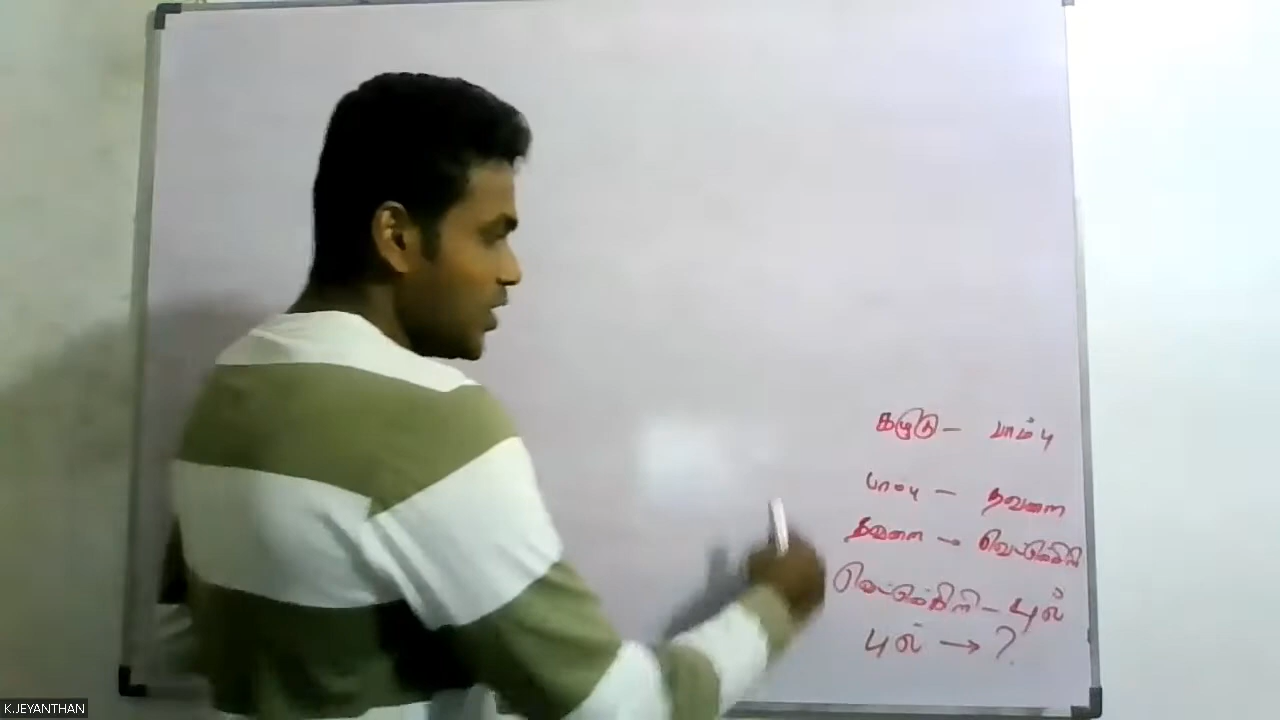 கழுகு – பாம்பு
பாம்பு – தவளை
தவளை – வெட்டுக்கிளி
வெட்டுக்கிளி – புல்
புல் → ?
K.JEYANTHAN